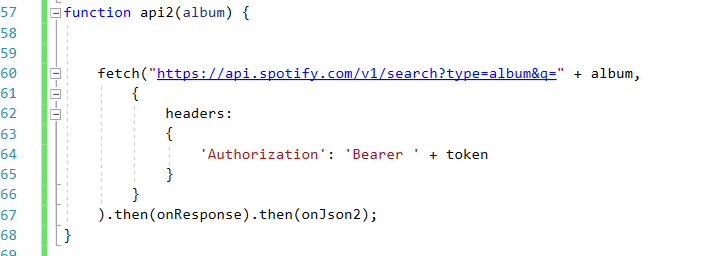 57 function api2(album) {
58
59
60 fetch("https://api.spotify.com/v1/search?type=album&q=" + album,
61 {
62 headers:
63 {
64 'Authorization': 'Bearer ' + token
65 }
66 }
67 ).then(onResponse).then(onJson2);
68 }
69